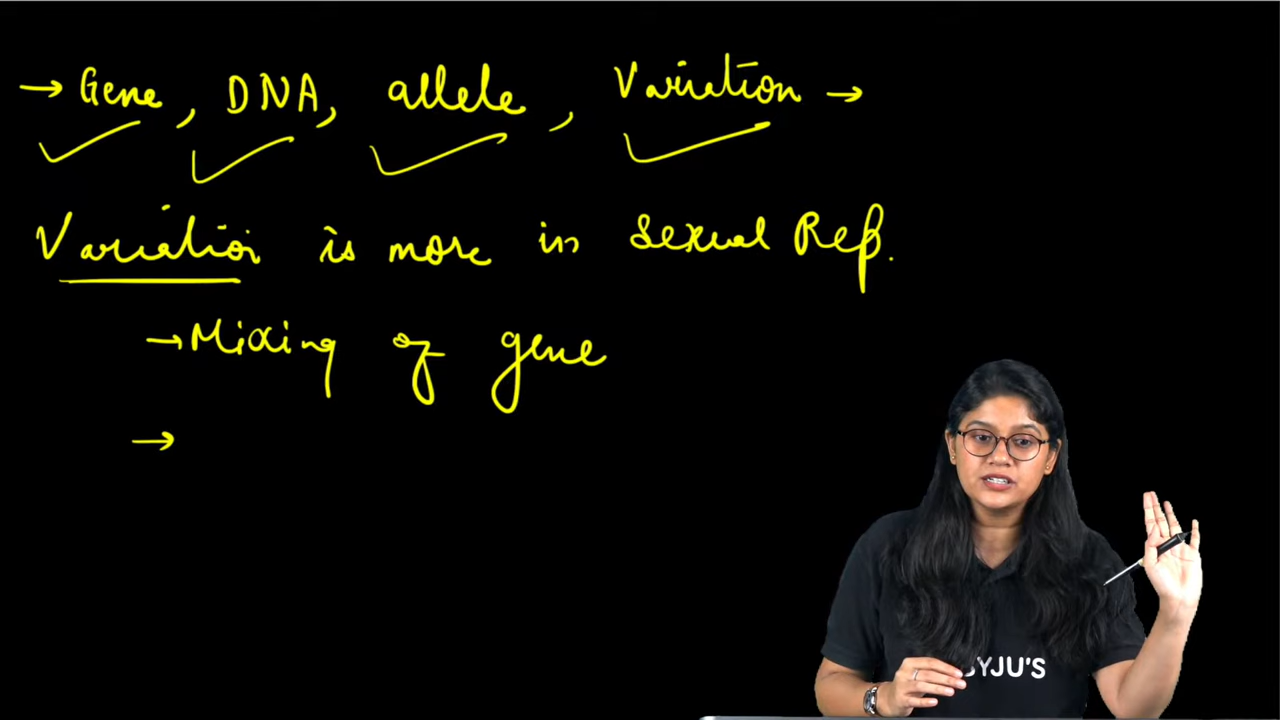 → Gene, DNA, allele, Variation →
Variation is more in Sexual Rep.
→ Mixing of gene
→
BYJU'S